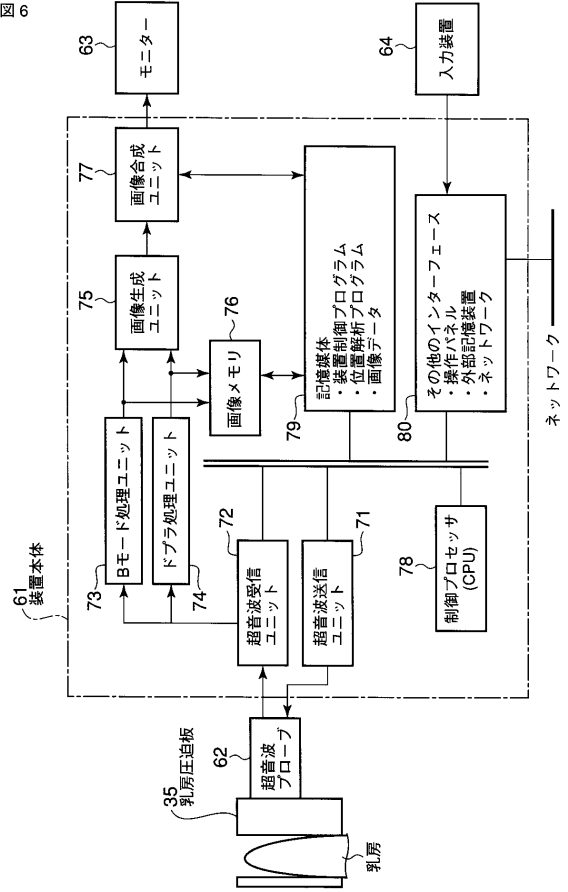 図 6
61
装置本体
35
乳房圧迫板
乳房
62
超音波
プローブ
73
Bモード処理ユニット
74
ドプラ処理ユニット
72
超音波受信
ユニット
71
超音波送信
ユニット
78
制御プロセッサ
(CPU)
75
画像生成
ユニット
76
画像メモリ
77
画像合成
ユニット
63
モニター
79
記憶媒体
・装置制御プログラム
・位置解析プログラム
・画像データ
80
その他のインターフェース
・操作パネル
・外部記憶装置
・ネットワーク
64
入力装置
ネットワーク